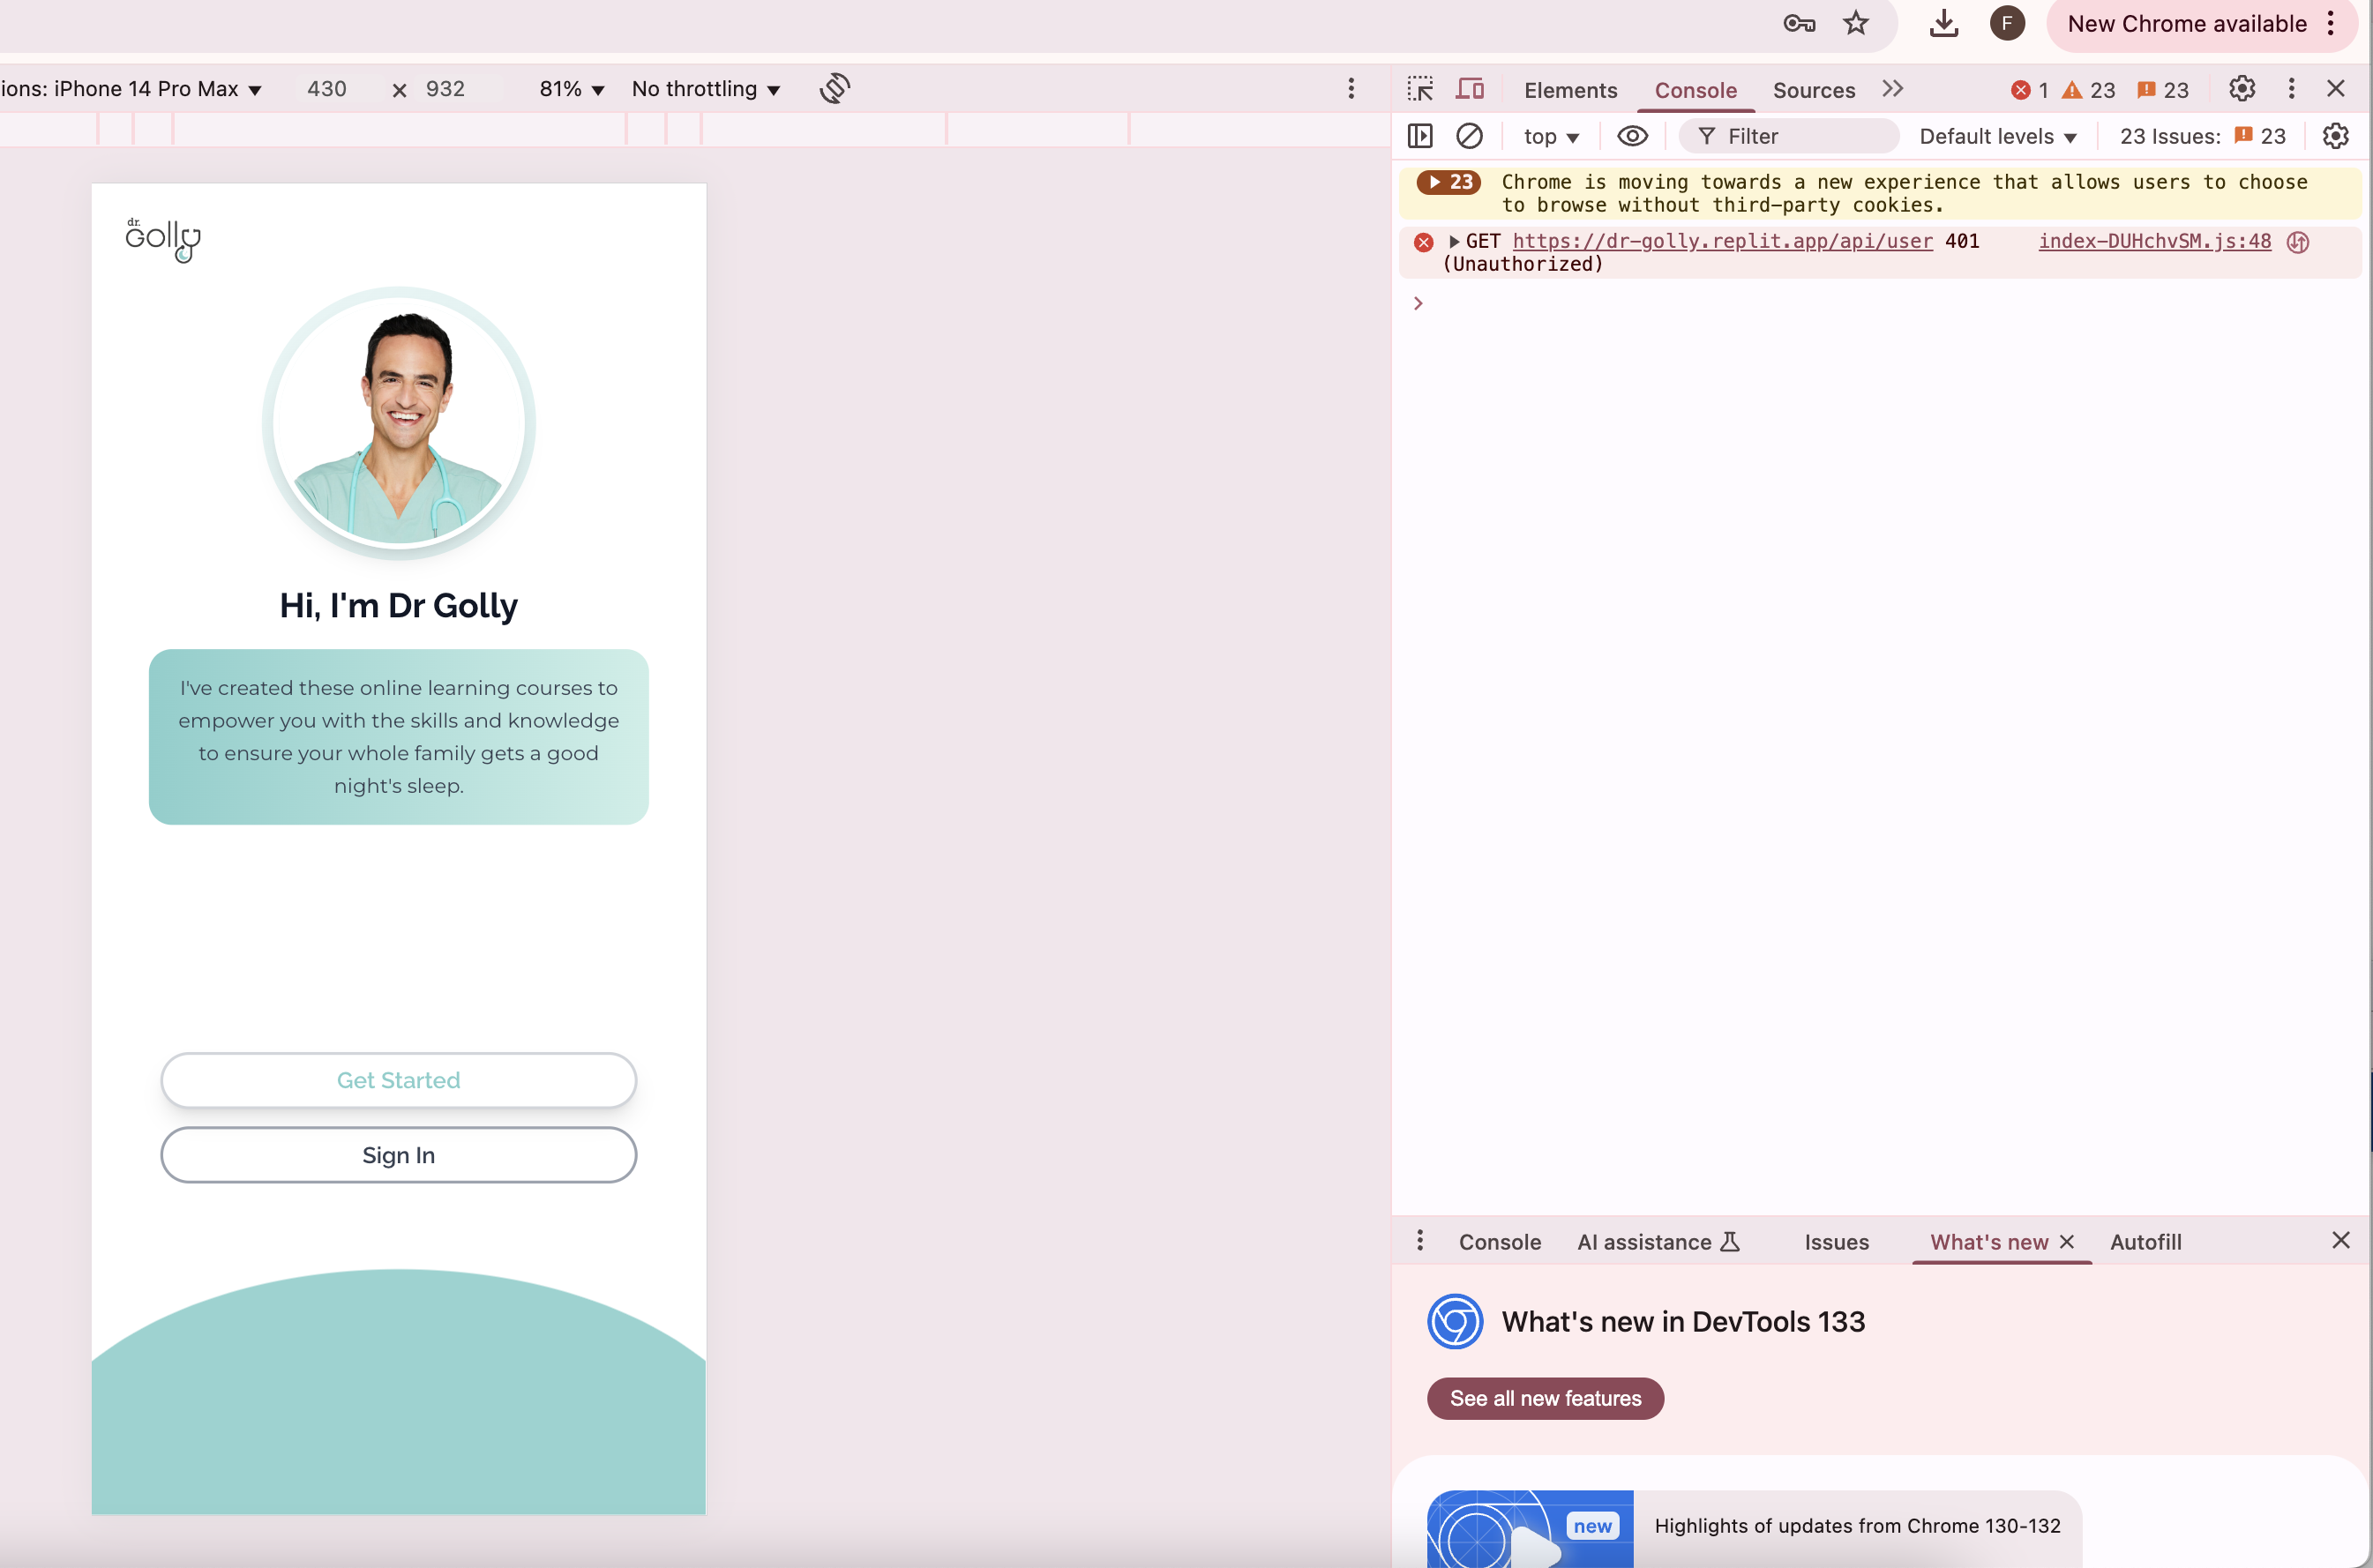 F
New Chrome available
ions: iPhone 14 Pro Max
430 × 932
81%
No throttling
Elements
Console
Sources
1
23
23
top
Filter
Default levels
23 Issues:
23
23
Chrome is moving towards a new experience that allows users to choose
to browse without third-party cookies.
GET https://dr-golly.replit.app/api/user 401
index-DUHchvSM.js:48
(Unauthorized)
dr.
Golly
Hi, I'm Dr Golly
I've created these online learning courses to
empower you with the skills and knowledge
to ensure your whole family gets a good
night's sleep.
Get Started
Sign In
Console
AI assistance
Issues
What's new
Autofill
What's new in DevTools 133
See all new features
new
Highlights of updates from Chrome 130-132